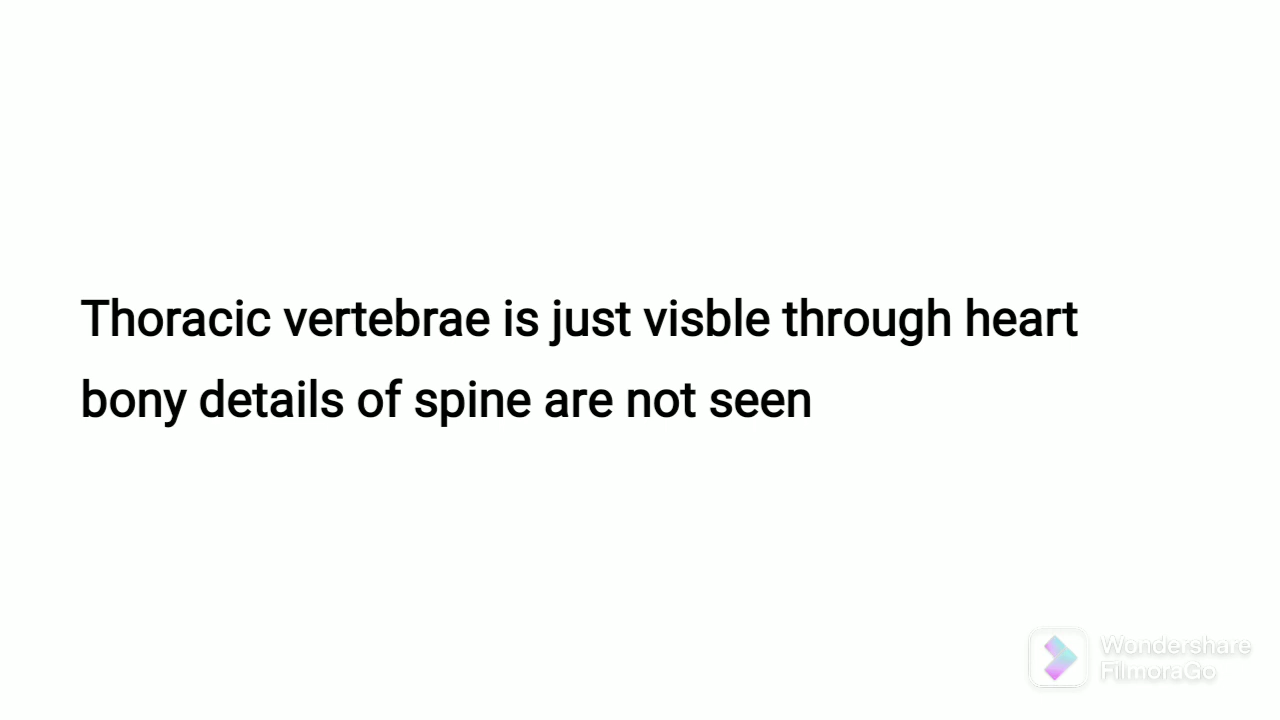 Thoracic vertebrae is just visble through heart
bony details of spine are not seen
Wondershare
FilmoraGo